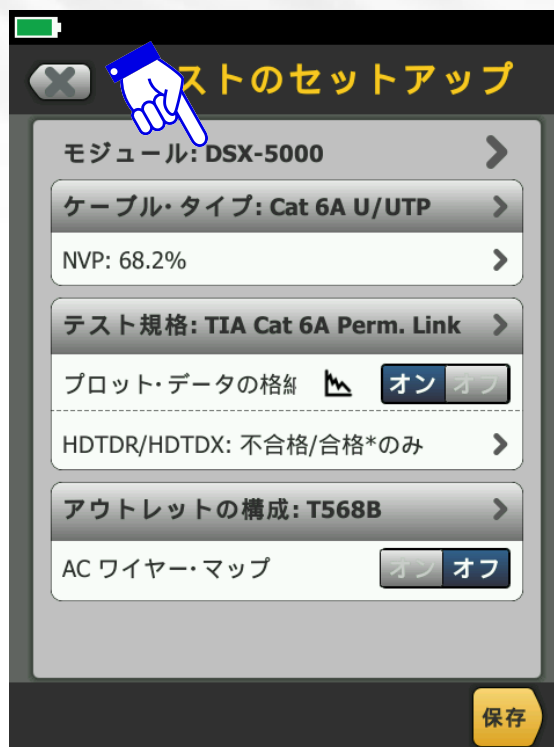 ストのセットアップ
モジュール: DSX-5000
ケーブル・タイプ: Cat 6A U/UTP
NVP: 68.2%
テスト規格: TIA Cat 6A Perm. Link
プロット・データの格納 オン オフ
HDTDR/HDTDX: 不合格/合格*のみ
アウトレットの構成: T568B
AC ワイヤー・マップ オン オフ
保存